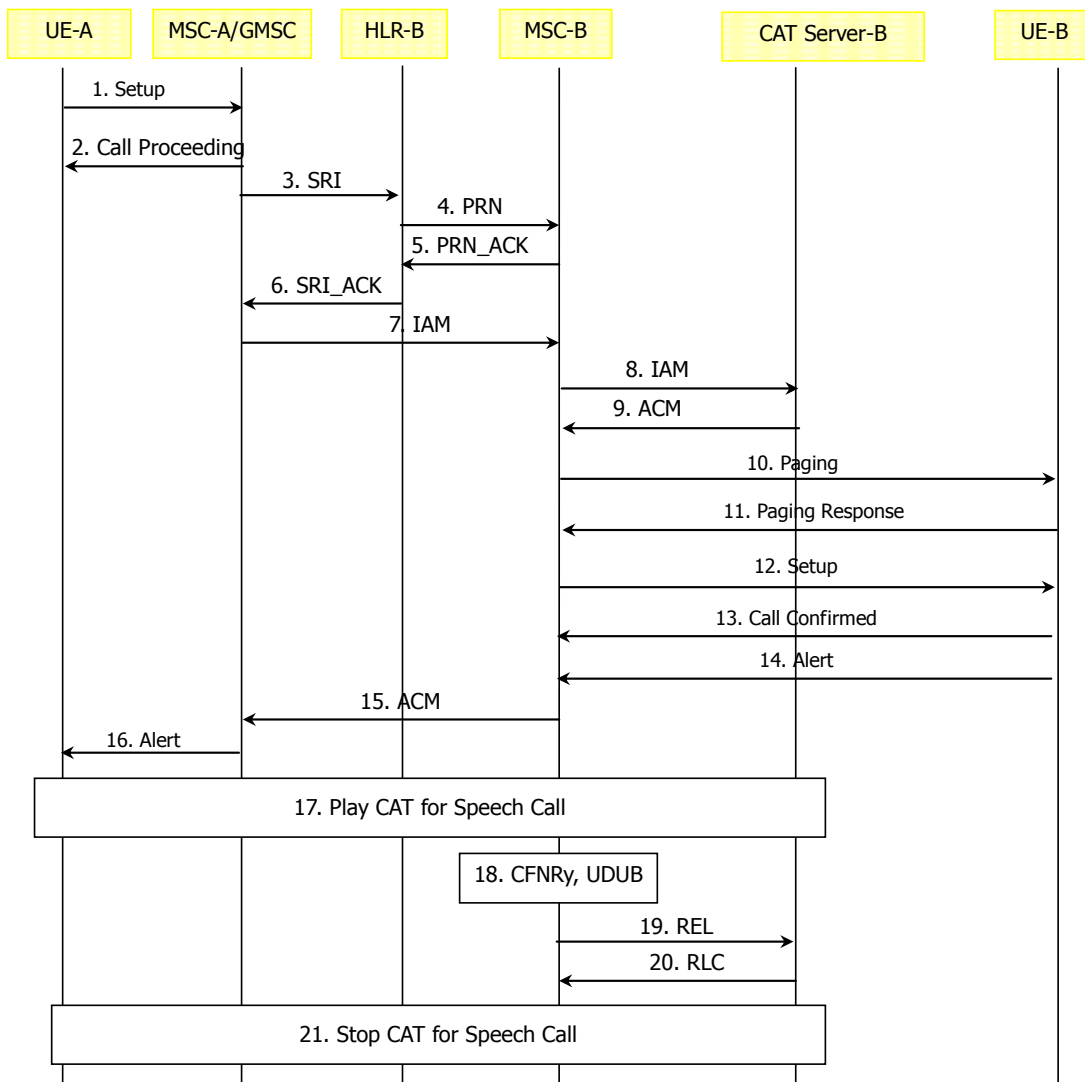 UE-A
MSC-A/GMSC
HLR-B
MSC-B
CAT Server-B
UE-B
1. Setup
2. Call Proceeding
3. SRI
4. PRN
5. PRN_ACK
6. SRI_ACK
7. IAM
8. IAM
9. ACM
10. Paging
11. Paging Response
12. Setup
13. Call Confirmed
14. Alert
15. ACM
16. Alert
17. Play CAT for Speech Call
18. CFNRy, UDUB
19. REL
20. RLC
21. Stop CAT for Speech Call